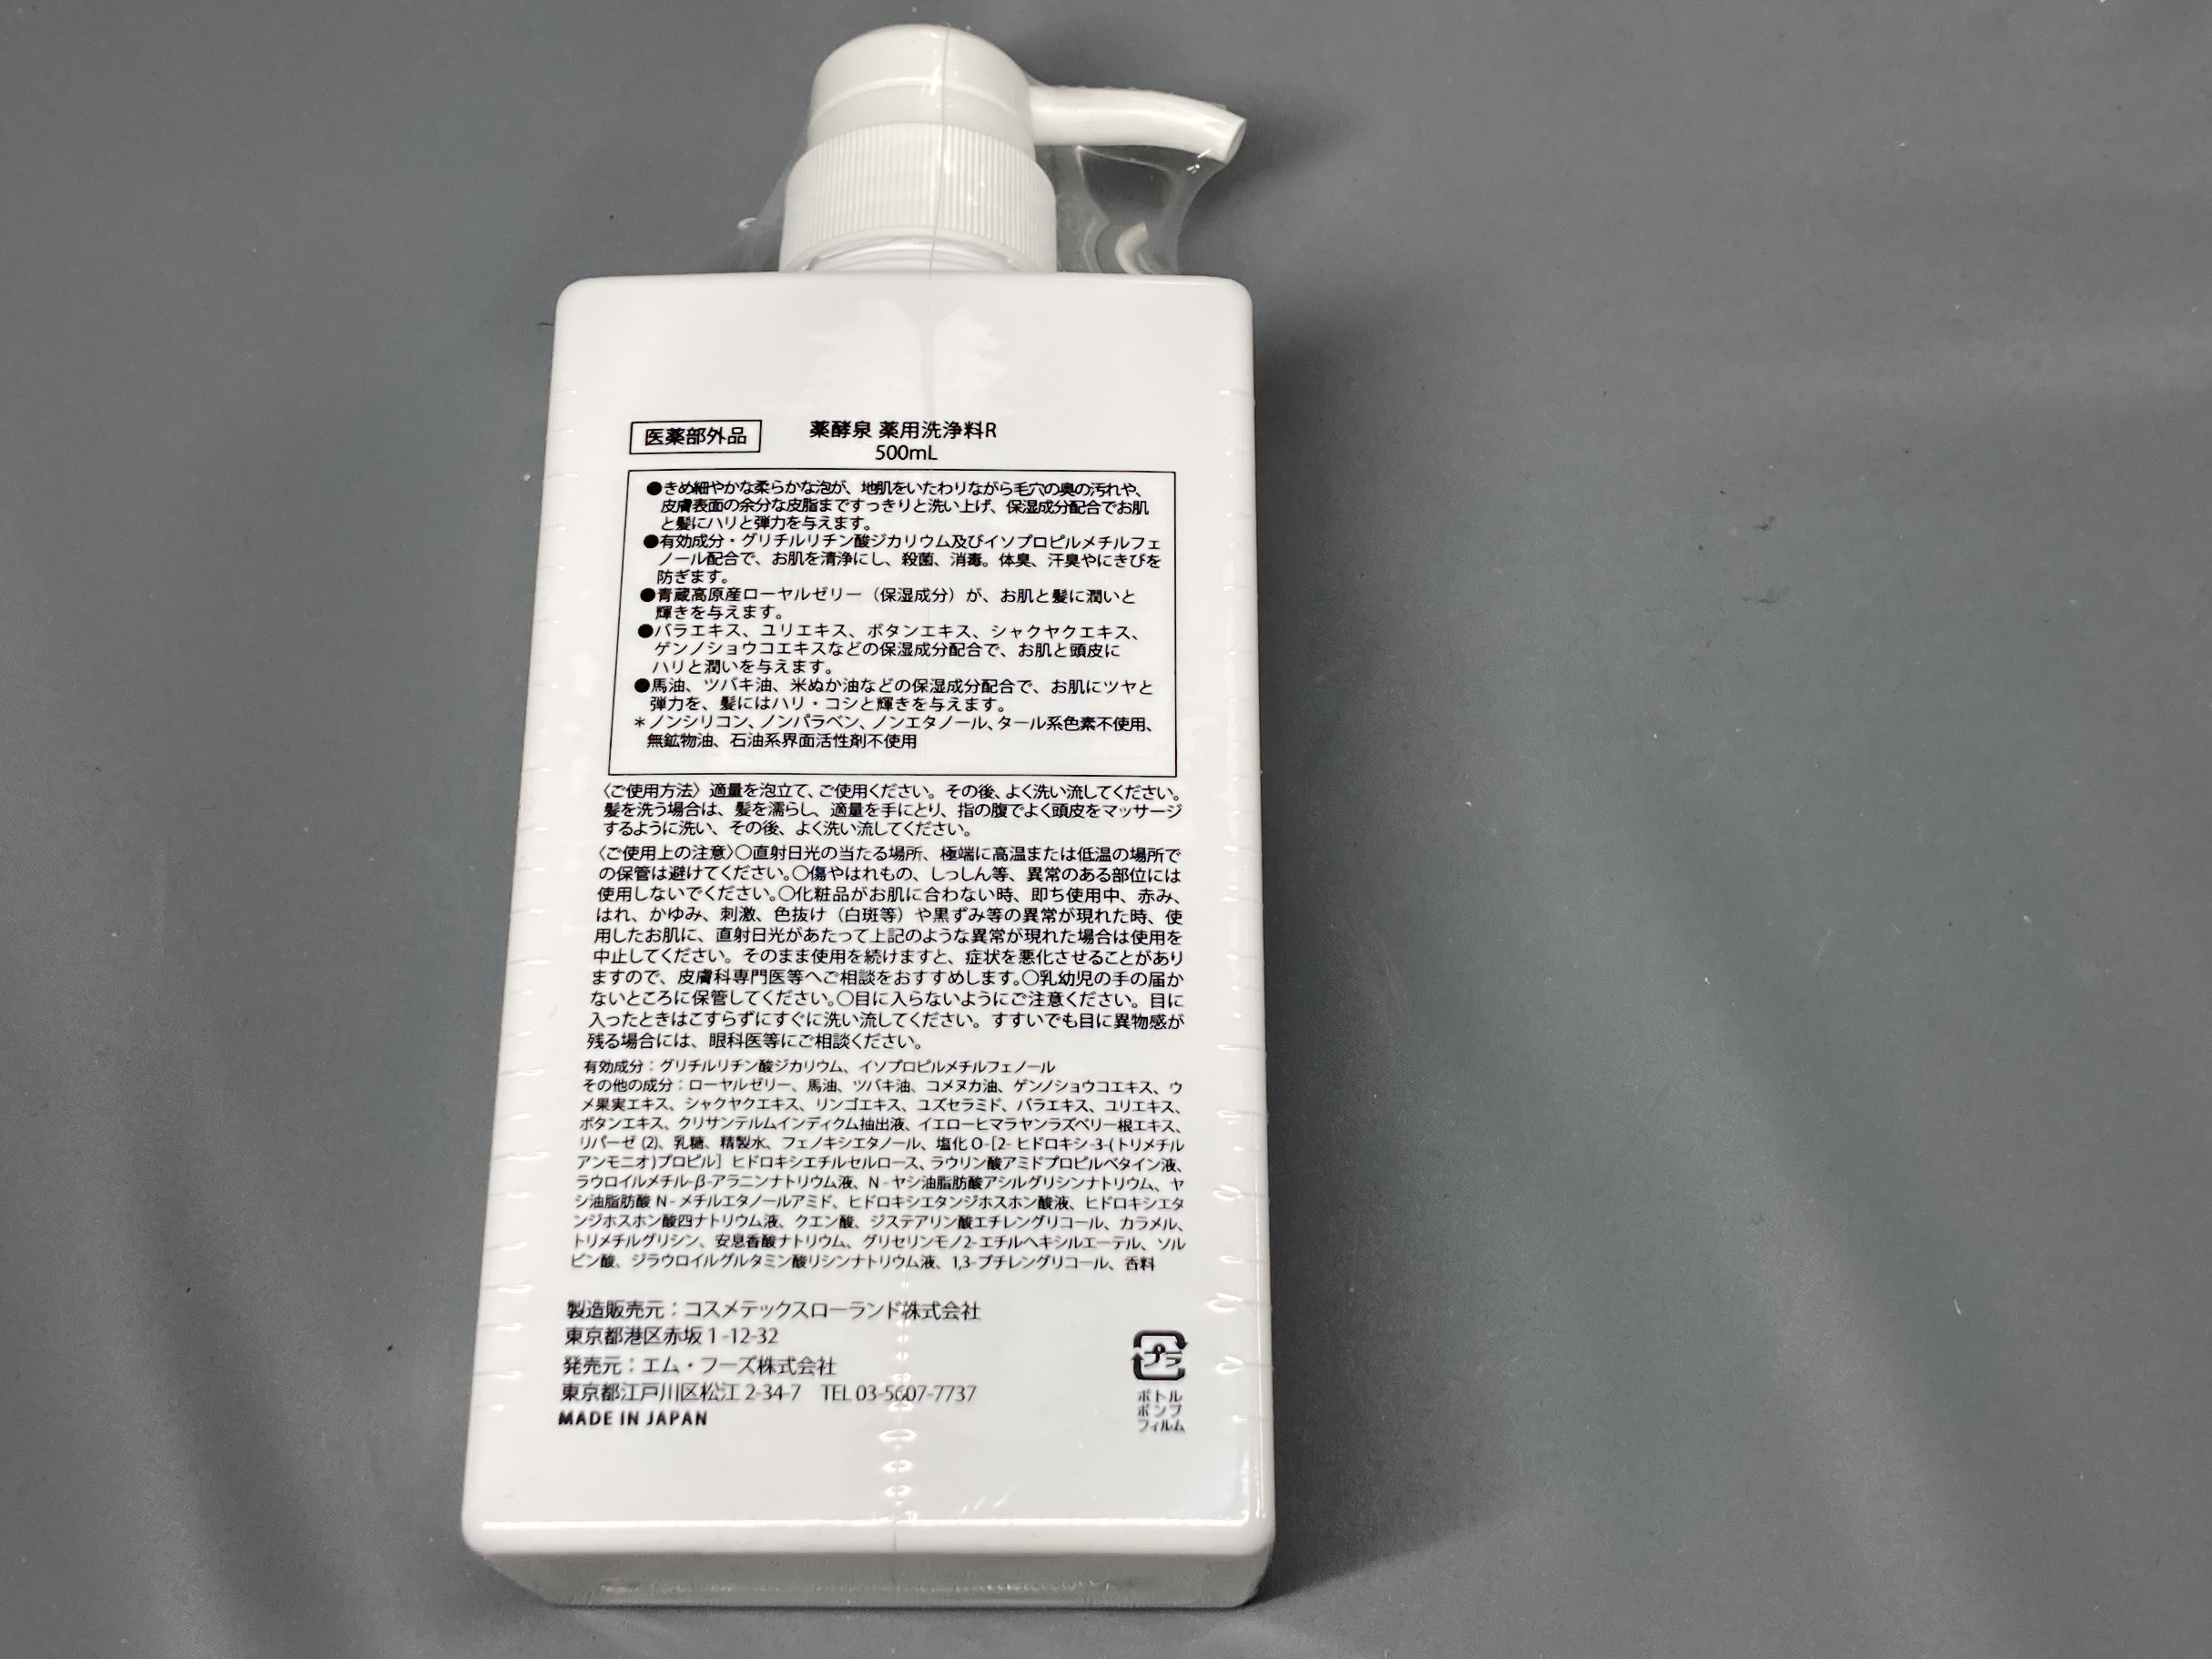 医薬部外品
薬酵泉 薬用洗浄料R
500mL
●きめ細やかな柔らかな泡が、地肌をいたわりながら毛穴の奥の汚れや、
皮膚表面の余分な皮脂まですっきりと洗い上げ、保湿成分配合でお肌
と髪にハリと弾力を与えます。
●有効成分・グリチルリチン酸ジカリウム及びイソプロピルメチルフェ
ノール配合で、お肌を清浄にし、殺菌、消毒。体臭、汗臭やにきびを
防ぎます。
●青蔵高原産ローヤルゼリー（保湿成分）が、お肌と髪に潤いと
輝きを与えます。
●バラエキス、ユリエキス、ボタンエキス、シャクヤクエキス、
ゲンノショウコエキスなどの保湿成分配合で、お肌と頭皮に
ハリと潤いを与えます。
●馬油、ツバキ油、米ぬか油などの保湿成分配合で、お肌にツヤと
弾力を、髪にはハリ・コシと輝きを与えます。
＊ノンシリコン、ノンパラベン、ノンエタノール、タール系色素不使用、
無鉱物油、石油系界面活性剤不使用
〈ご使用方法〉適量を泡立て、ご使用ください。その後、よく洗い流してください。
髪を洗う場合は、髪を濡らし、適量を手にとり、指の腹でよく頭皮をマッサージ
するように洗い、その後、よく洗い流してください。
〈ご使用上の注意〉○直射日光の当たる場所、極端に高温または低温の場所で
の保管は避けてください。○傷やはれもの、しっしん等、異常のある部位には
使用しないでください。○化粧品がお肌に合わない時、即ち使用中、赤み、
はれ、かゆみ、刺激、色抜け（白斑等）や黒ずみ等の異常が現れた時、使
用したお肌に、直射日光があたって上記のような異常が現れた場合は使用を
中止してください。そのまま使用を続けますと、症状を悪化させることがあり
ますので、皮膚科専門医等へご相談をおすすめします。○乳幼児の手の届か
ないところに保管してください。○目に入らないようにご注意ください。目に
入ったときはこすらずにすぐに洗い流してください。すすいでも目に異物感が
残る場合には、眼科医等にご相談ください。
有効成分：グリチルリチン酸ジカリウム、イソプロピルメチルフェノール
その他の成分：ローヤルゼリー、馬油、ツバキ油、コメヌカ油、ゲンノショウコエキス、ウ
メ果実エキス、シャクヤクエキス、リンゴエキス、ユズセラミド、バラエキス、ユリエキス、
ボタンエキス、クリサンテルムインディクム抽出液、イエローヒマラヤンラズベリー根エキス、
リパーゼ (2)、乳糖、精製水、フェノキシエタノール、塩化 O-[2- ヒドロキシ-3-(トリメチル
アンモニオ)プロピル］ヒドロキシエチルセルロース、ラウリン酸アミドプロピルベタイン液、
ラウロイルメチル-β-アラニンナトリウム液、N - ヤシ油脂肪酸アシルグリシンナトリウム、ヤ
シ油脂肪酸 N - メチルエタノールアミド、ヒドロキシエタンジホスホン酸液、ヒドロキシエタ
ンジホスホン酸四ナトリウム液、クエン酸、ジステアリン酸エチレングリコール、カラメル、
トリメチルグリシン、安息香酸ナトリウム、グリセリンモノ2- エチルヘキシルエーテル、ソル
ビン酸、ジラウロイルグルタミン酸リシンナトリウム液、1,3-ブチレングリコール、香料
製造販売元：コスメテックスローランド株式会社
東京都港区赤坂 1 -12-32
発売元：エム・フーズ株式会社
東京都江戸川区松江 2-34-7 TEL 03-5607-7737
MADE IN JAPAN
プラ
ボトル
ポンプ
フィルム